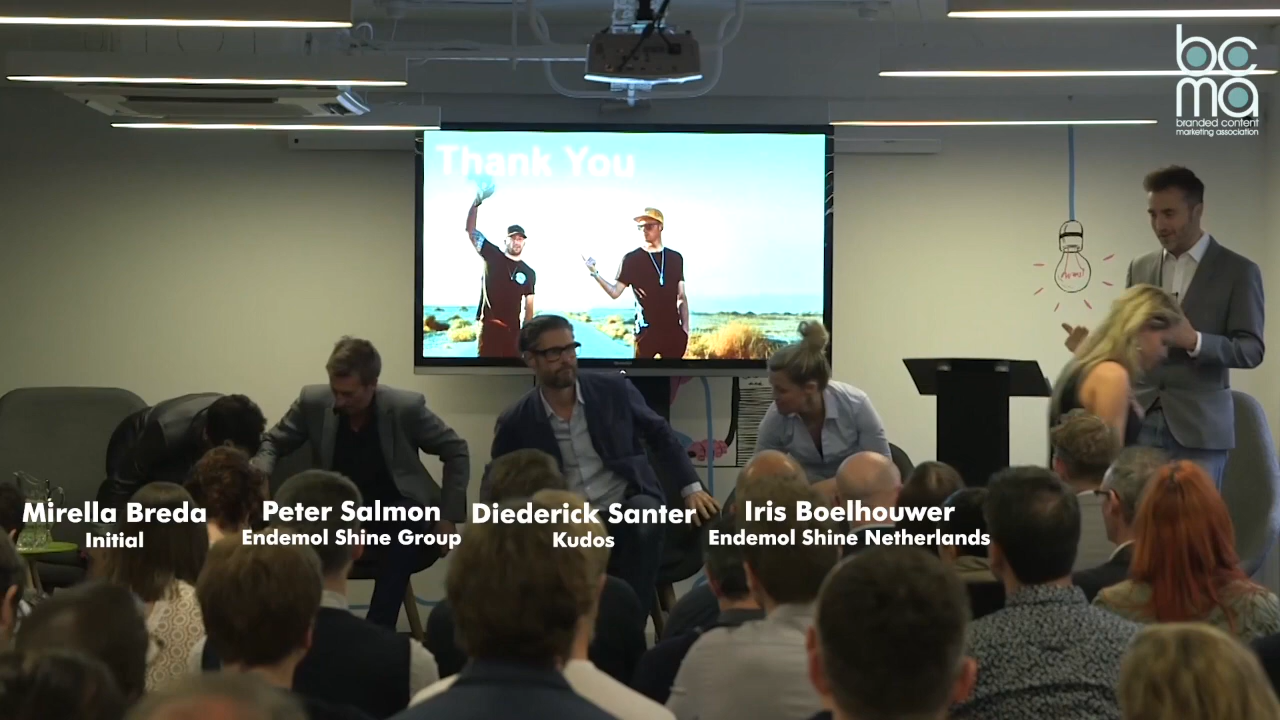 bc
ma
branded content
marketing association
Thank You
Mirella Breda
Initial
Peter Salmon
Endemol Shine Group
Diederick Santer
Kudos
Iris Boelhouwer
Endemol Shine Netherlands